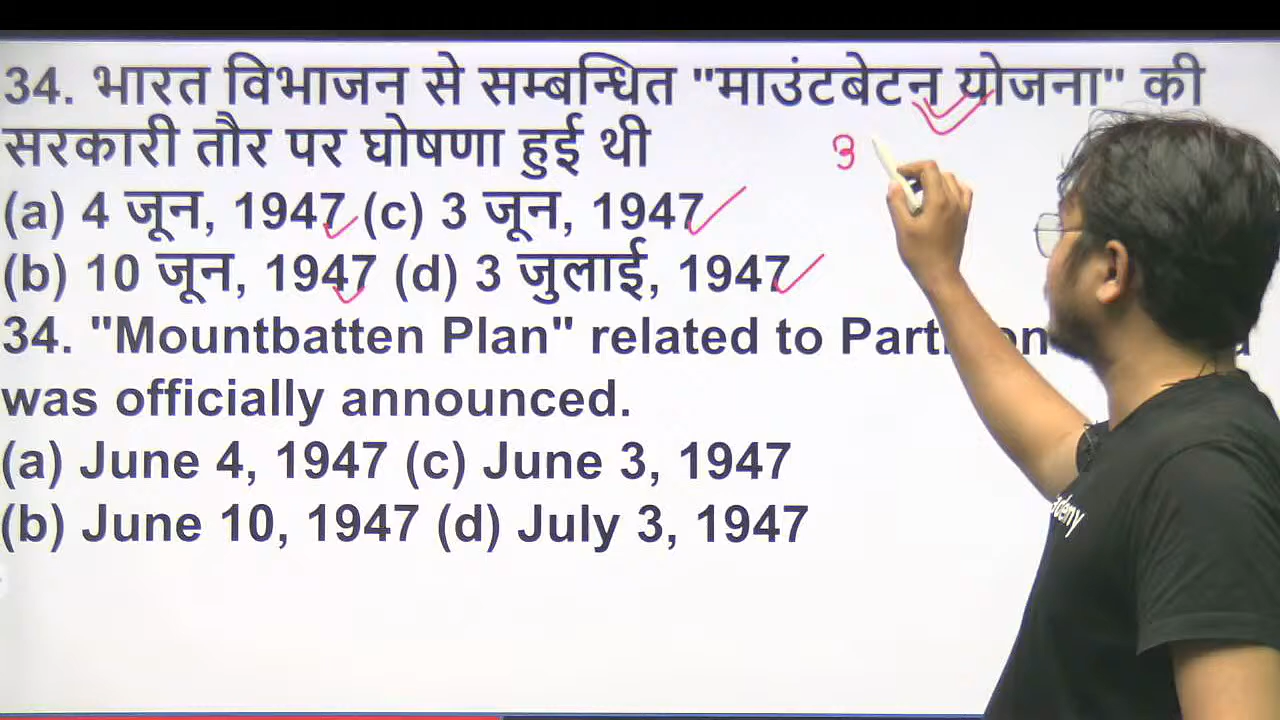 34. भारत विभाजन से सम्बन्धित "माउंटबेटन योजना" की
सरकारी तौर पर घोषणा हुई थी
3
(a) 4 जून, 1947 (c) 3 जून, 1947
(b) 10 जून, 1947 (d) 3 जुलाई, 1947
34. "Mountbatten Plan" related to
was officially announced.
(a) June 4, 1947 (c) June 3, 1947
(b) June 10, 1947 (d) July 3, 1947